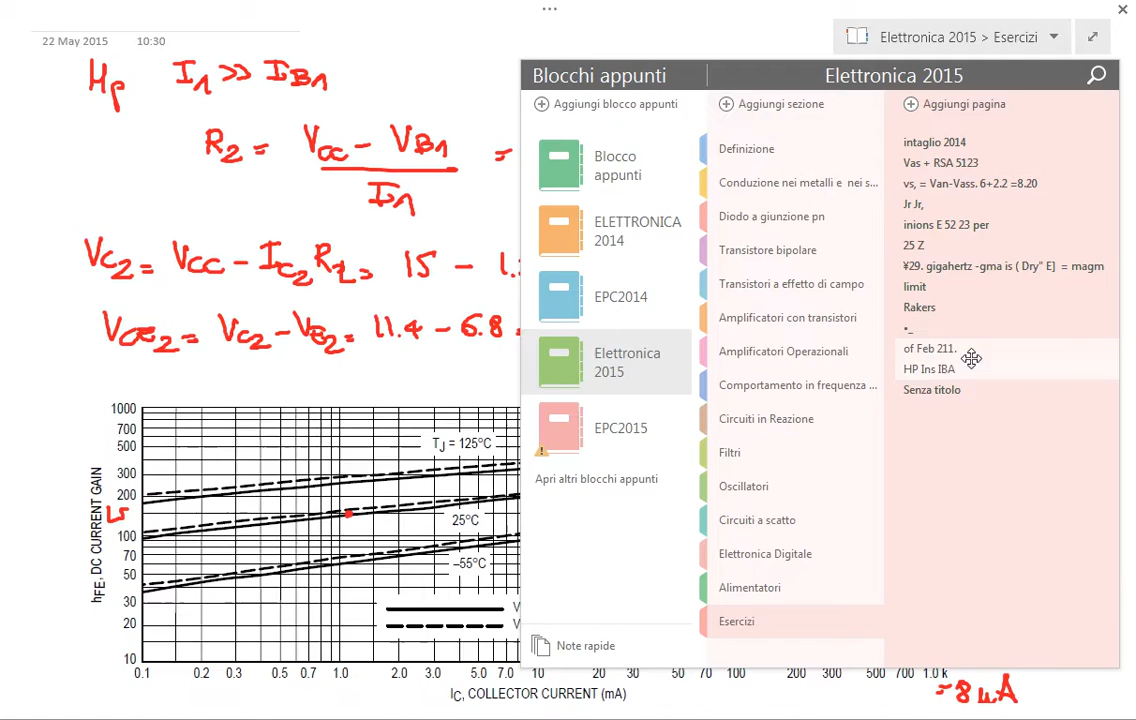 22 May 2015 10:30
Elettronica 2015 > Esercizi
Hp I1 >> IB1
R2 = VCC - VB1 =
I1
VC2 = VCC - IC2 R2 = 15 - 1.
VCE2 = VC2 - VE2 = 11.4 - 6.8 =
Blocchi appunti
Aggiungi blocco appunti
Blocco
appunti
ELETTRONICA
2014
EPC2014
Elettronica
2015
EPC2015
Apri altri blocchi appunti
Note rapide
Elettronica 2015
Aggiungi sezione
Definizione
Conduzione nei metalli e nei s...
Diodo a giunzione pn
Transistore bipolare
Transistori a effetto di campo
Amplificatori con transistori
Amplificatori Operazionali
Comportamento in frequenza ...
Circuiti in Reazione
Filtri
Oscillatori
Circuiti a scatto
Elettronica Digitale
Alimentatori
Esercizi
Aggiungi pagina
intaglio 2014
Vas + RSA 5123
vs, = Van-Vass. 6+2.2 =8.20
Jr Jr,
inions E 52 23 per
25 Z
¥29. gigahertz -gma is ( Dry" E] = magm
limit
Rakers
•_
of Feb 211.
HP Ins IBA
Senza titolo
hFE, DC CURRENT GAIN
1000
700
500
300
200
100
70
50
30
20
10
TJ = 125°C
25°C
–55°C
V
V
0.1 0.2 0.3 0.5 0.7 1.0 2.0 3.0 5.0 7.0 10 20 30 50 70 100 200 300 500 700 1.0 k
IC, COLLECTOR CURRENT (mA)
= 8 µA